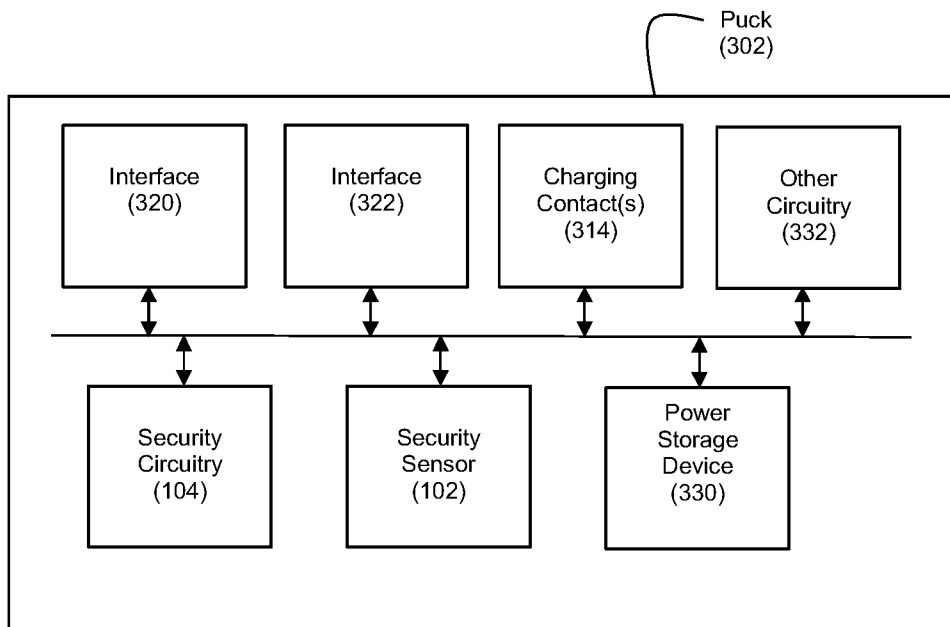 Puck
(302)
Interface
(320)
Interface
(322)
Charging
Contact(s)
(314)
Other
Circuitry
(332)
Security
Circuitry
(104)
Security
Sensor
(102)
Power
Storage
Device
(330)